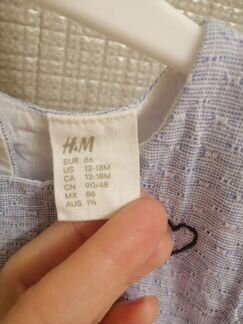 H&M
EUR 86
US 12-18M
CA 12-18M
CN 90/48
MX 86
AUS 1½